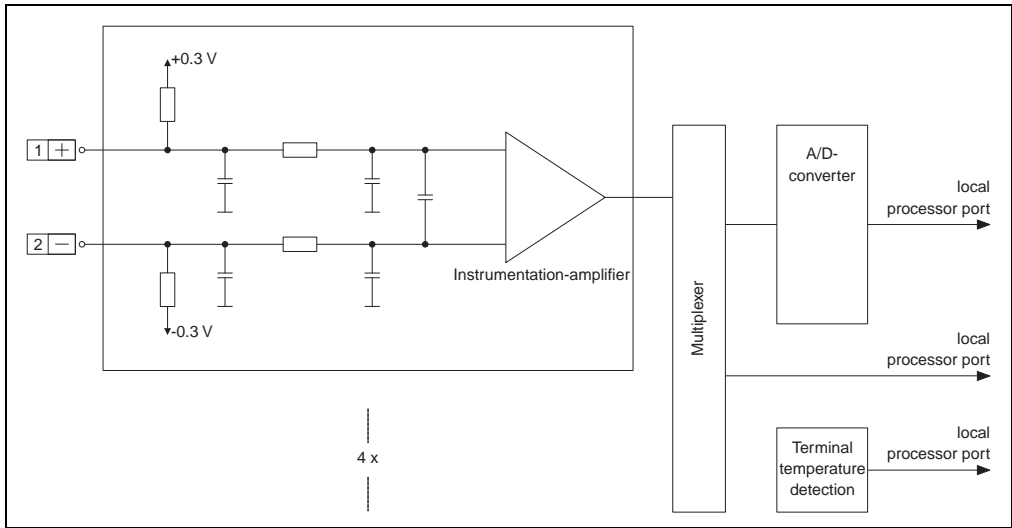 +0.3 V
1 +
2 −
-0.3 V
Instrumentation-amplifier
4 x
Multiplexer
A/D-
converter
local
processor port
local
processor port
Terminal
temperature
detection
local
processor port